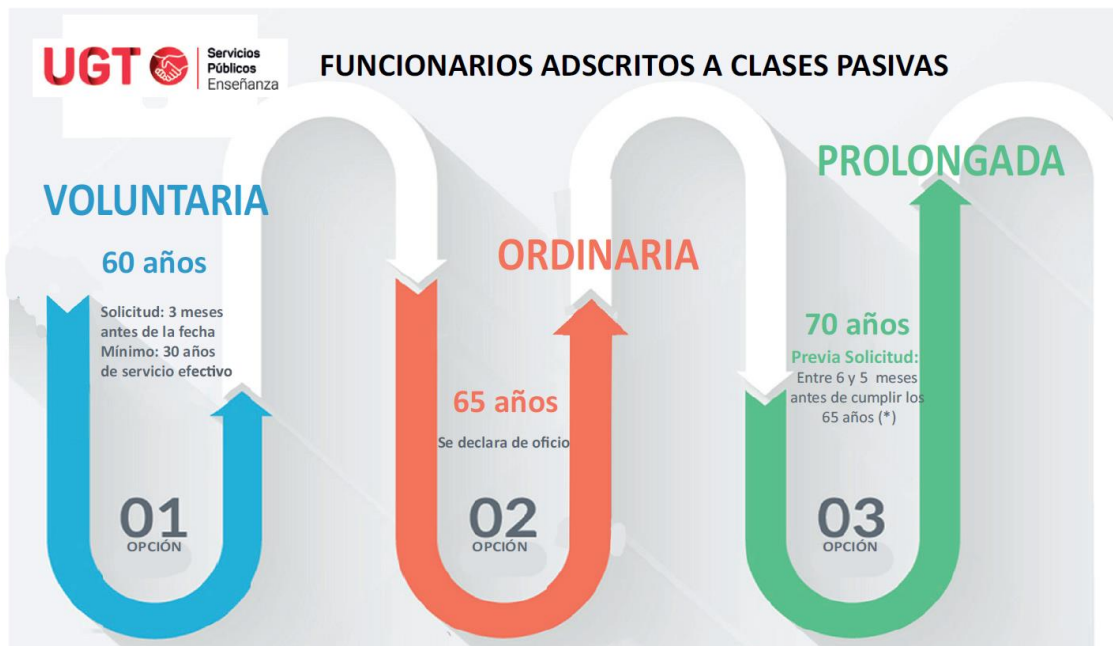 UGT
Servicios
Públicos
Enseñanza
FUNCIONARIOS ADSCRITOS A CLASES PASIVAS
VOLUNTARIA
60 años
Solicitud: 3 meses
antes de la fecha
Mínimo: 30 años
de servicio efectivo
01
OPCIÓN
ORDINARIA
65 años
Se declara de oficio
02
OPCIÓN
PROLONGADA
70 años
Previa Solicitud:
Entre 6 y 5 meses
antes de cumplir los
65 años (*)
03
OPCIÓN